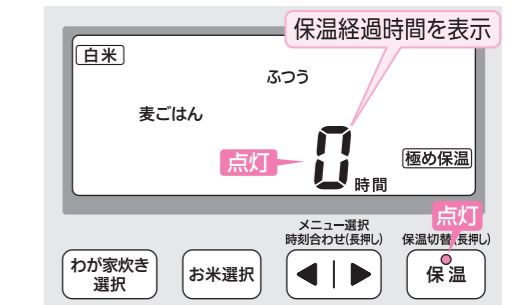 保温経過時間を表示
白米
ふつう
麦ごはん
点灯
0
時間
極め保温
点灯
メニュー選択
時刻合わせ(長押し)
保温切替(長押し)
わが家炊き
選択
お米選択
保温